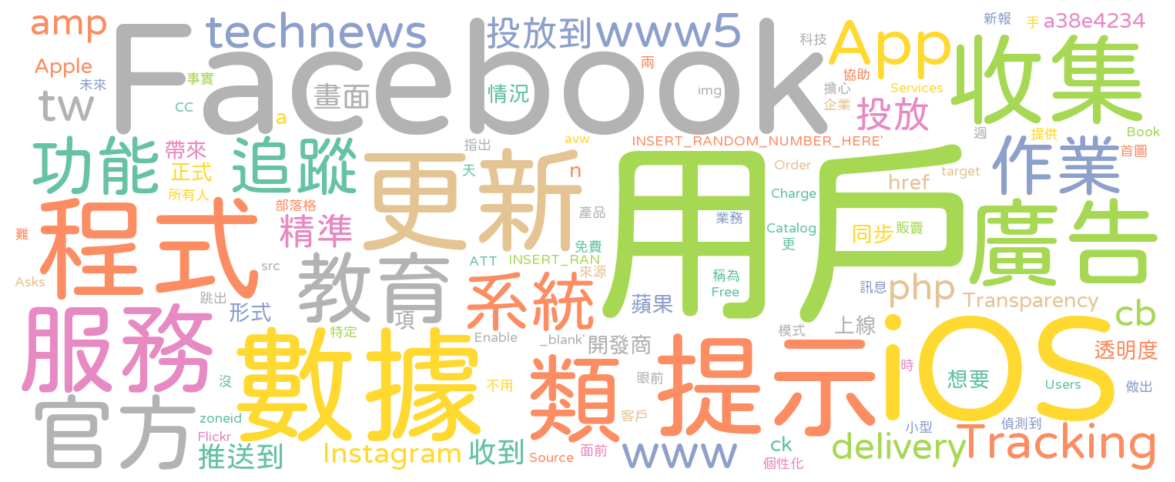 amp
technews
投放到
www5
App
新報
手
a38e4234
Facebook
科技
收集
Apple
未來
事實
兩
協助
tw
CC
畫面
情況
img
擔心
Services
企業
投放
a
週
提供
Book
功能
追蹤
帶來
正式
所有人
指出
avw
INSERT_RANDOM_NUMBER_HERE'
首圖
作業
更新
天
n
用戶
Order
target
href
Charge
程式
部落格
精準
產品
業務
廣告
難
Catalog
更
同步
販賣
免費
ATT
INSERT_RAN
src
來源
教育
系統
稱為
Free
Asks
跳出
訊息
php
Transparency
服務
形式
項
蘋果
cb
上線
iOS
特定
Enable
_blank'
開發商
模式
透明度
數據
類
提示
時
沒
不用
眼前
想要
Users
做出
官方
zoneid
客戶
小型
偵測到
Flickr
推送到
Instagram
收到
Source
面前
www
ck
個性化
delivery
Tracking